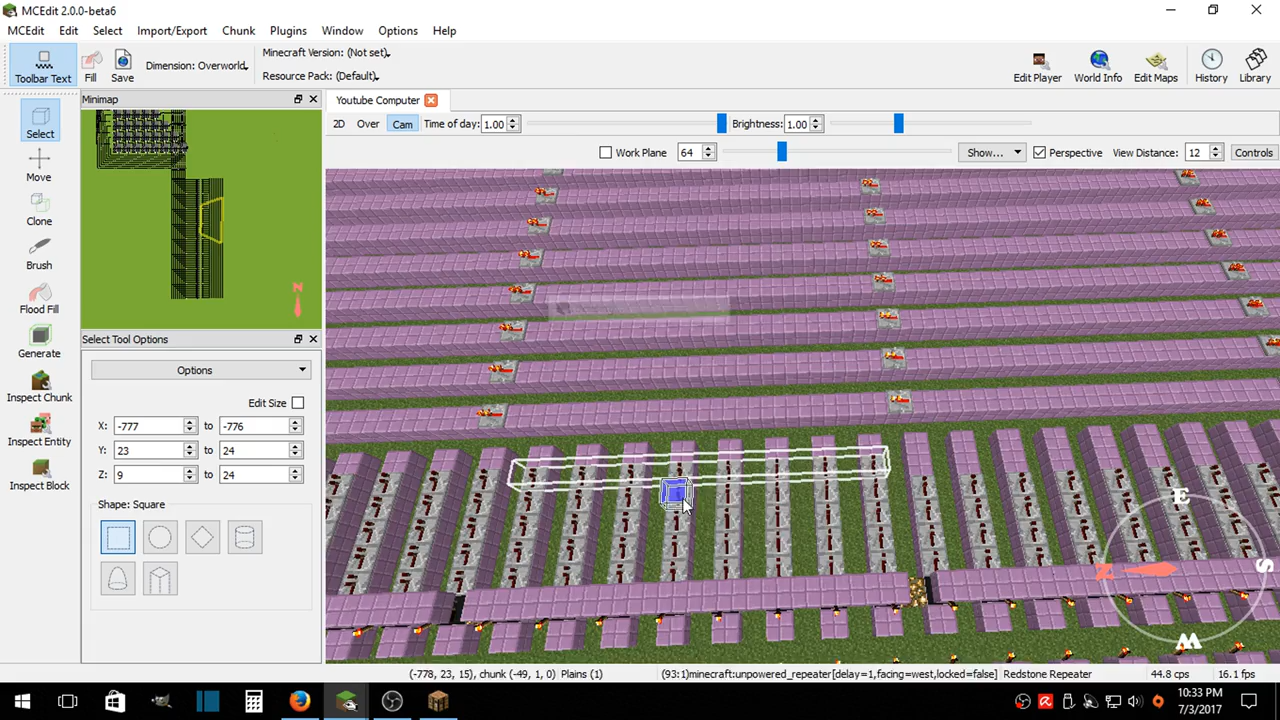 MCEdit 2.0.0-beta6
MCEdit Edit Select Import/Export Chunk Plugins Window Options Help
Toolbar Text Fill Save Dimension: Overworld Minecraft Version: (Not set) Resource Pack: (Default) Edit Player World Info Edit Maps History Library
Minimap
Youtube Computer
2D Over Cam Time of day: 1.00 Brightness: 1.00
Work Plane 64 Show... Perspective View Distance: 12 Controls
Select
Move
Clone
Brush
Flood Fill
Generate
Inspect Chunk
Inspect Entity
Inspect Block
N
Select Tool Options
Options
Edit Size
X: -777 to -776
Y: 23 to 24
Z: 9 to 24
Shape: Square
E
Z
S
W
(-778, 23, 15), chunk (-49, 1, 0) Plains (1) (93:1)minecraft:unpowered_repeater[delay=1,facing=west,locked=false] Redstone Repeater 44.8 cps 16.1 fps
10:33 PM
7/3/2017